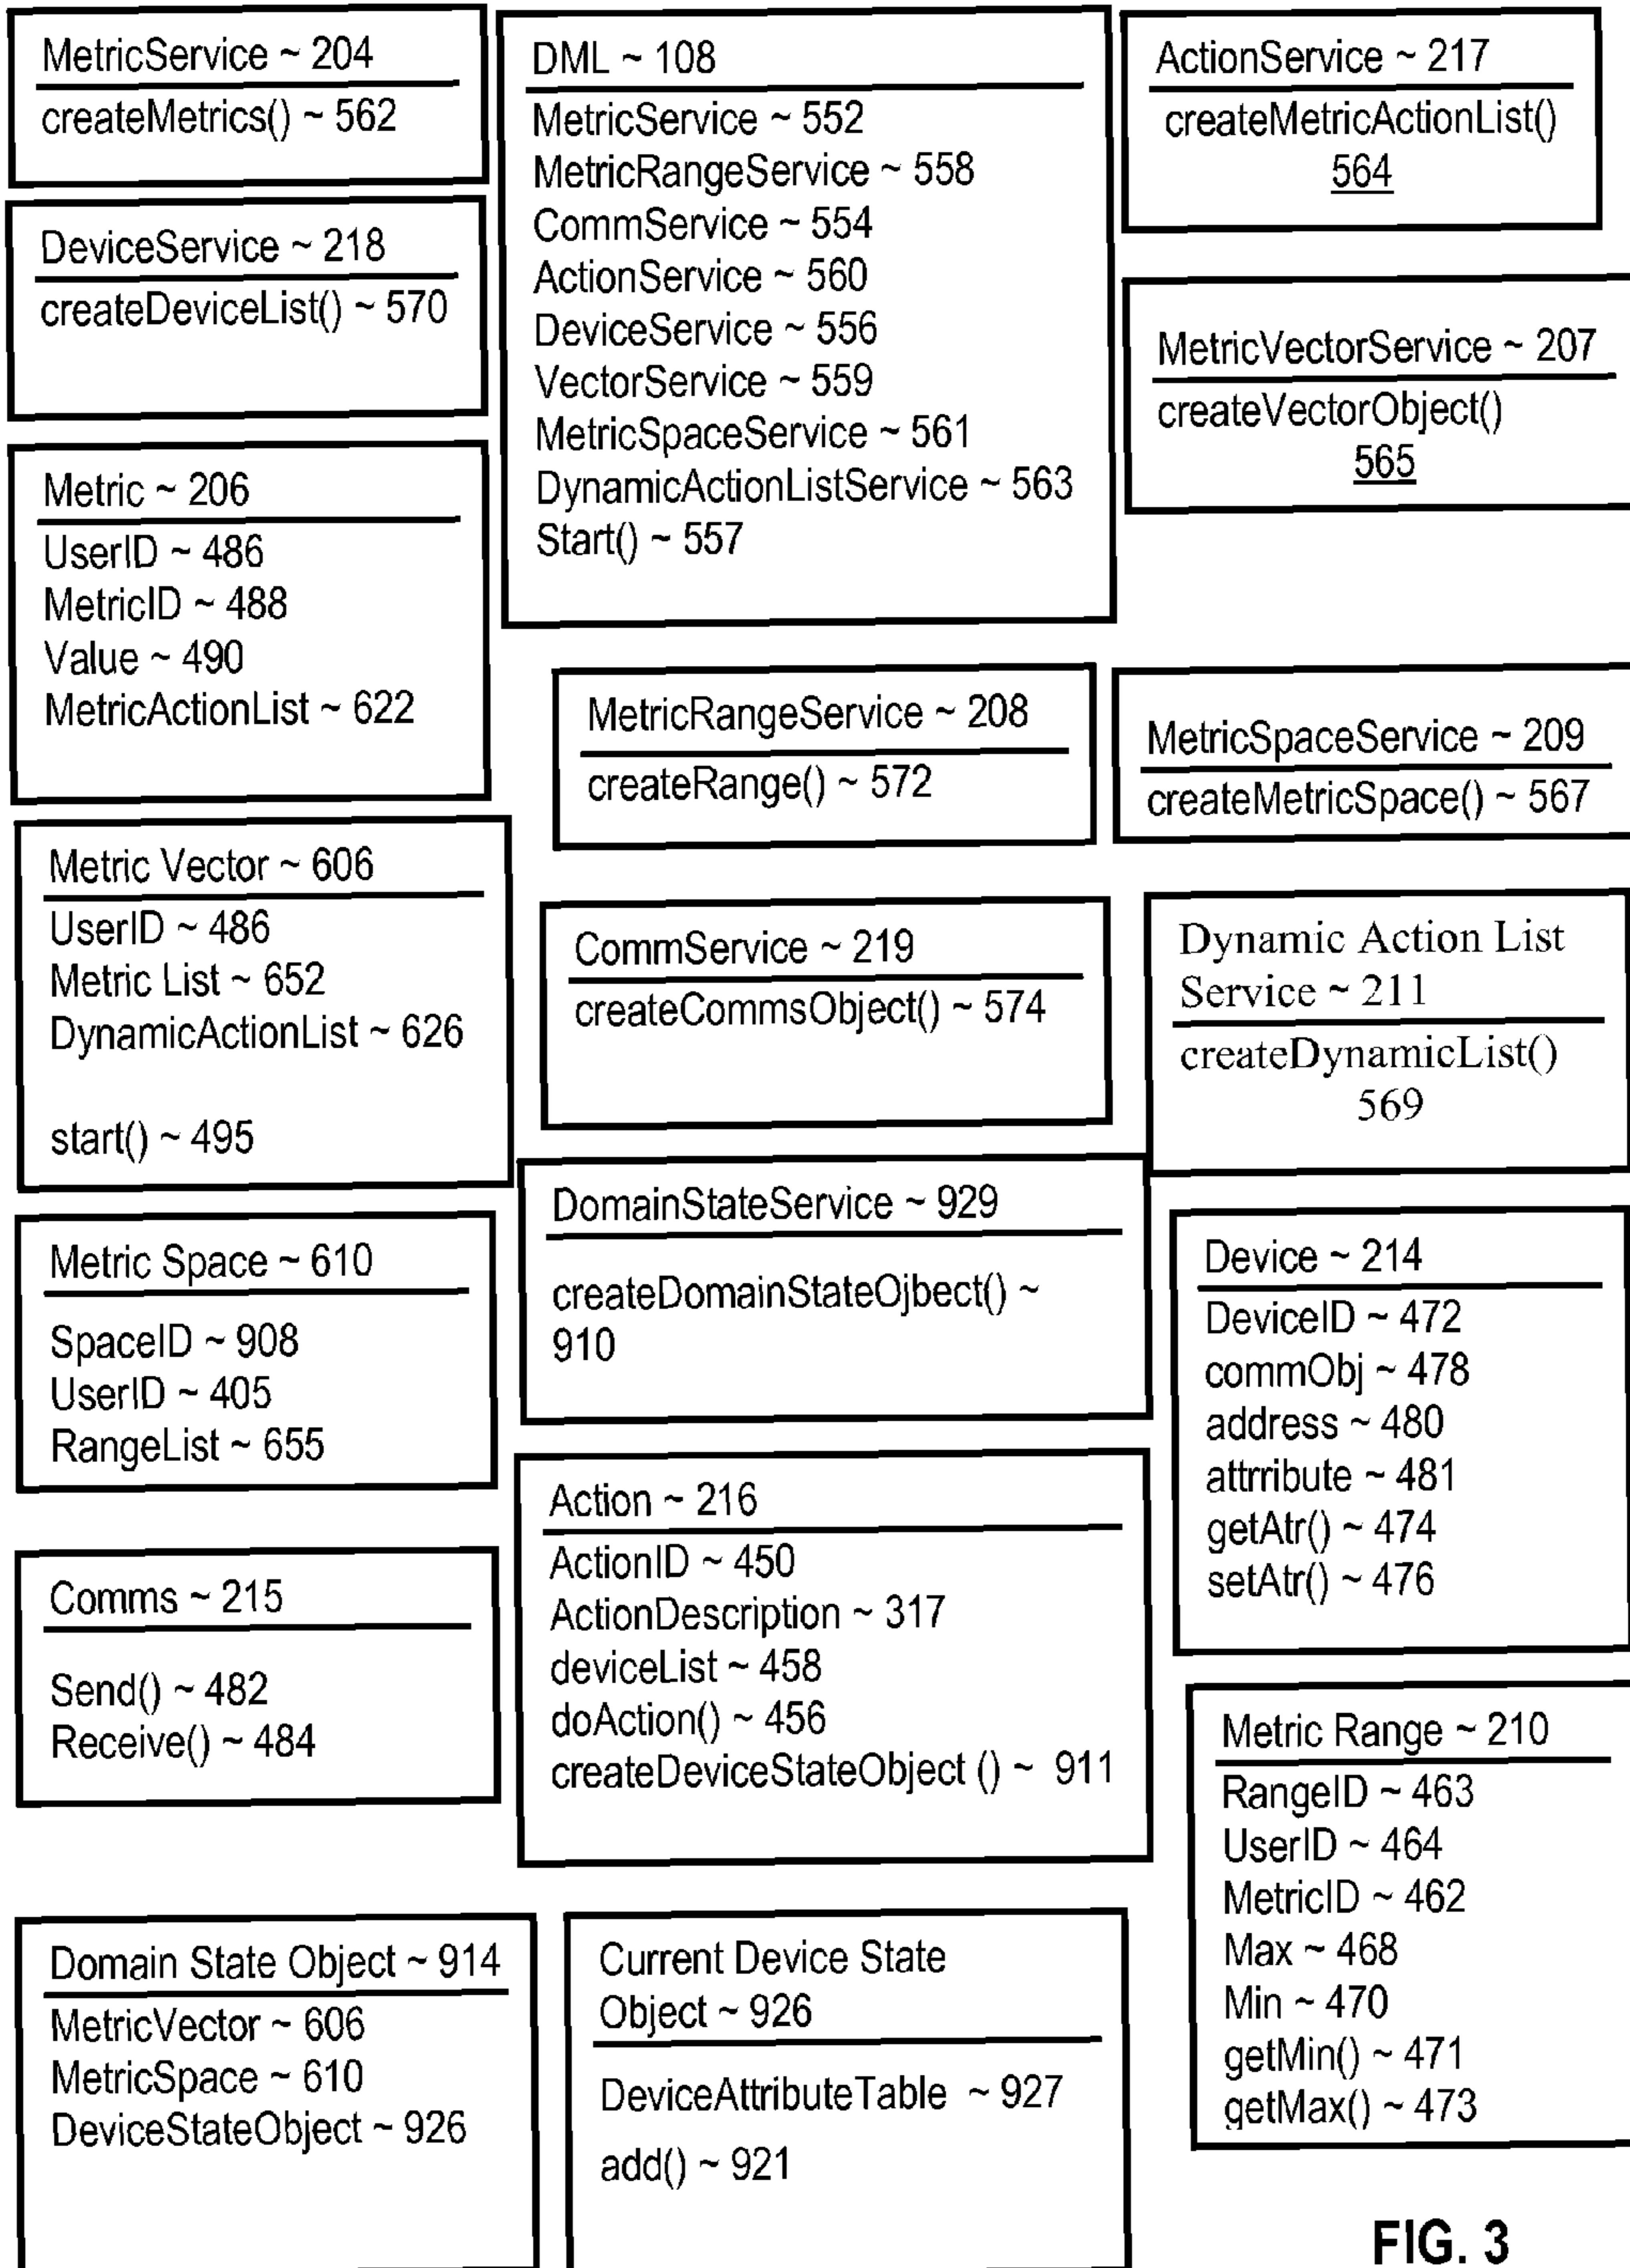 MetricService ~ 204
createMetrics() ~ 562
DeviceService ~ 218
createDeviceList() ~ 570
Metric ~ 206
UserID ~ 486
MetricID ~ 488
Value ~ 490
MetricActionList ~ 622
Metric Vector ~ 606
UserID ~ 486
Metric List ~ 652
DynamicActionList ~ 626
start() ~ 495
Metric Space ~ 610
SpaceID ~ 908
UserID ~ 405
RangeList ~ 655
Comms ~ 215
Send() ~ 482
Receive() ~ 484
Domain State Object ~ 914
MetricVector ~ 606
MetricSpace ~ 610
DeviceStateObject ~ 926
DML ~ 108
MetricService ~ 552
MetricRangeService ~ 558
CommService ~ 554
ActionService ~ 560
DeviceService ~ 556
VectorService ~ 559
MetricSpaceService ~ 561
DynamicActionListService ~ 563
Start() ~ 557
MetricRangeService ~ 208
createRange() ~ 572
CommService ~ 219
createCommsObject() ~ 574
DomainStateService ~ 929
createDomainStateOjbect() ~
910
Action ~ 216
ActionID ~ 450
ActionDescription ~ 317
deviceList ~ 458
doAction() ~ 456
createDeviceStateObject () ~ 911
Current Device State
Object ~ 926
DeviceAttributeTable ~ 927
add() ~ 921
ActionService ~ 217
createMetricActionList()
564
MetricVectorService ~ 207
createVectorObject()
565
MetricSpaceService ~ 209
createMetricSpace() ~ 567
Dynamic Action List
Service ~ 211
createDynamicList()
569
Device ~ 214
DeviceID ~ 472
commObj ~ 478
address ~ 480
attrribute ~ 481
getAtr() ~ 474
setAtr() ~ 476
Metric Range ~ 210
RangeID ~ 463
UserID ~ 464
MetricID ~ 462
Max ~ 468
Min ~ 470
getMin() ~ 471
getMax() ~ 473
FIG. 3